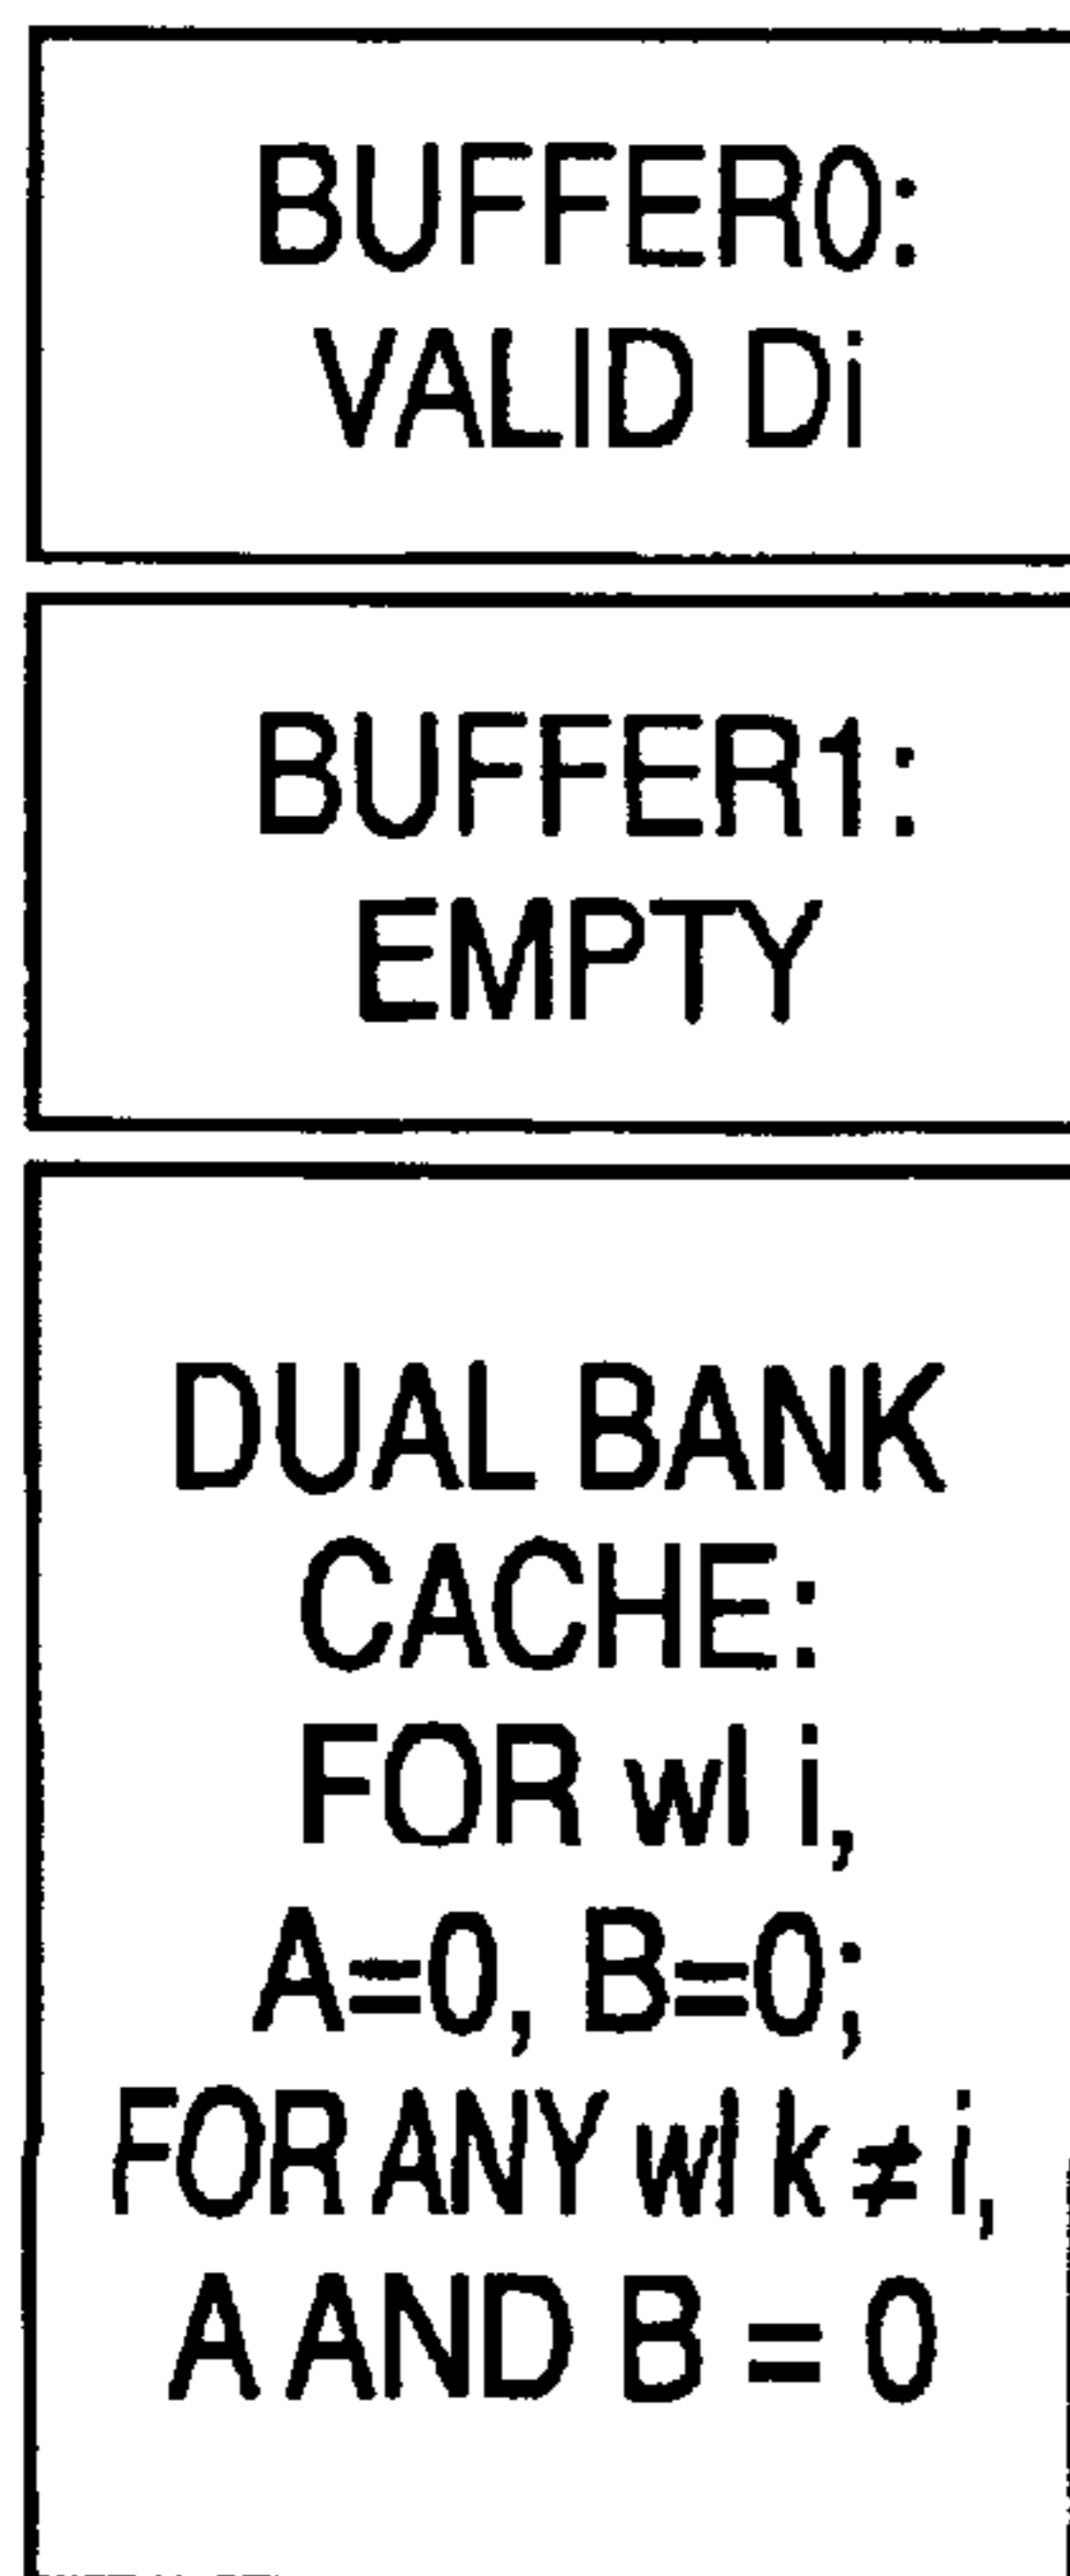 BUFFER0:
VALID Di
BUFFER1:
EMPTY
DUAL BANK
CACHE:
FOR wl i,
A=0, B=0;
FOR ANY wl k ≠ i,
A AND B = 0